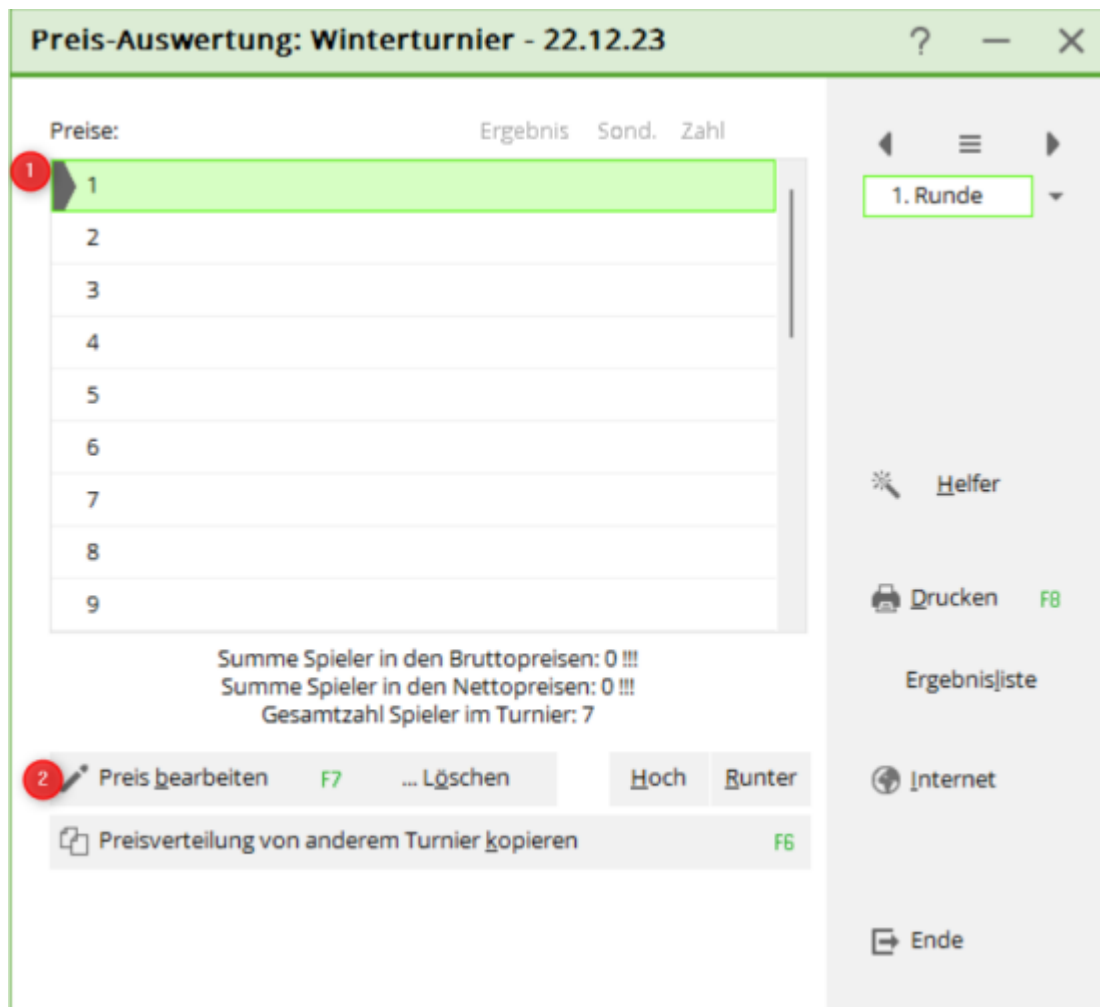 Preis-Auswertung: Winterturnier - 22.12.23 ?
Preise: Ergebnis Sond. Zahl
1 1
2
3
4
5
6
7
8
9
Summe Spieler in den Bruttopreisen: 0 !!!
Summe Spieler in den Nettopreisen: 0 !!!
Gesamtzahl Spieler im Turnier: 7
2 Preis bearbeiten F7 ... Löschen Hoch Runter
Preisverteilung von anderem Turnier kopieren F6
1. Runde
Helfer
Drucken F8
Ergebnisliste
Internet
Ende